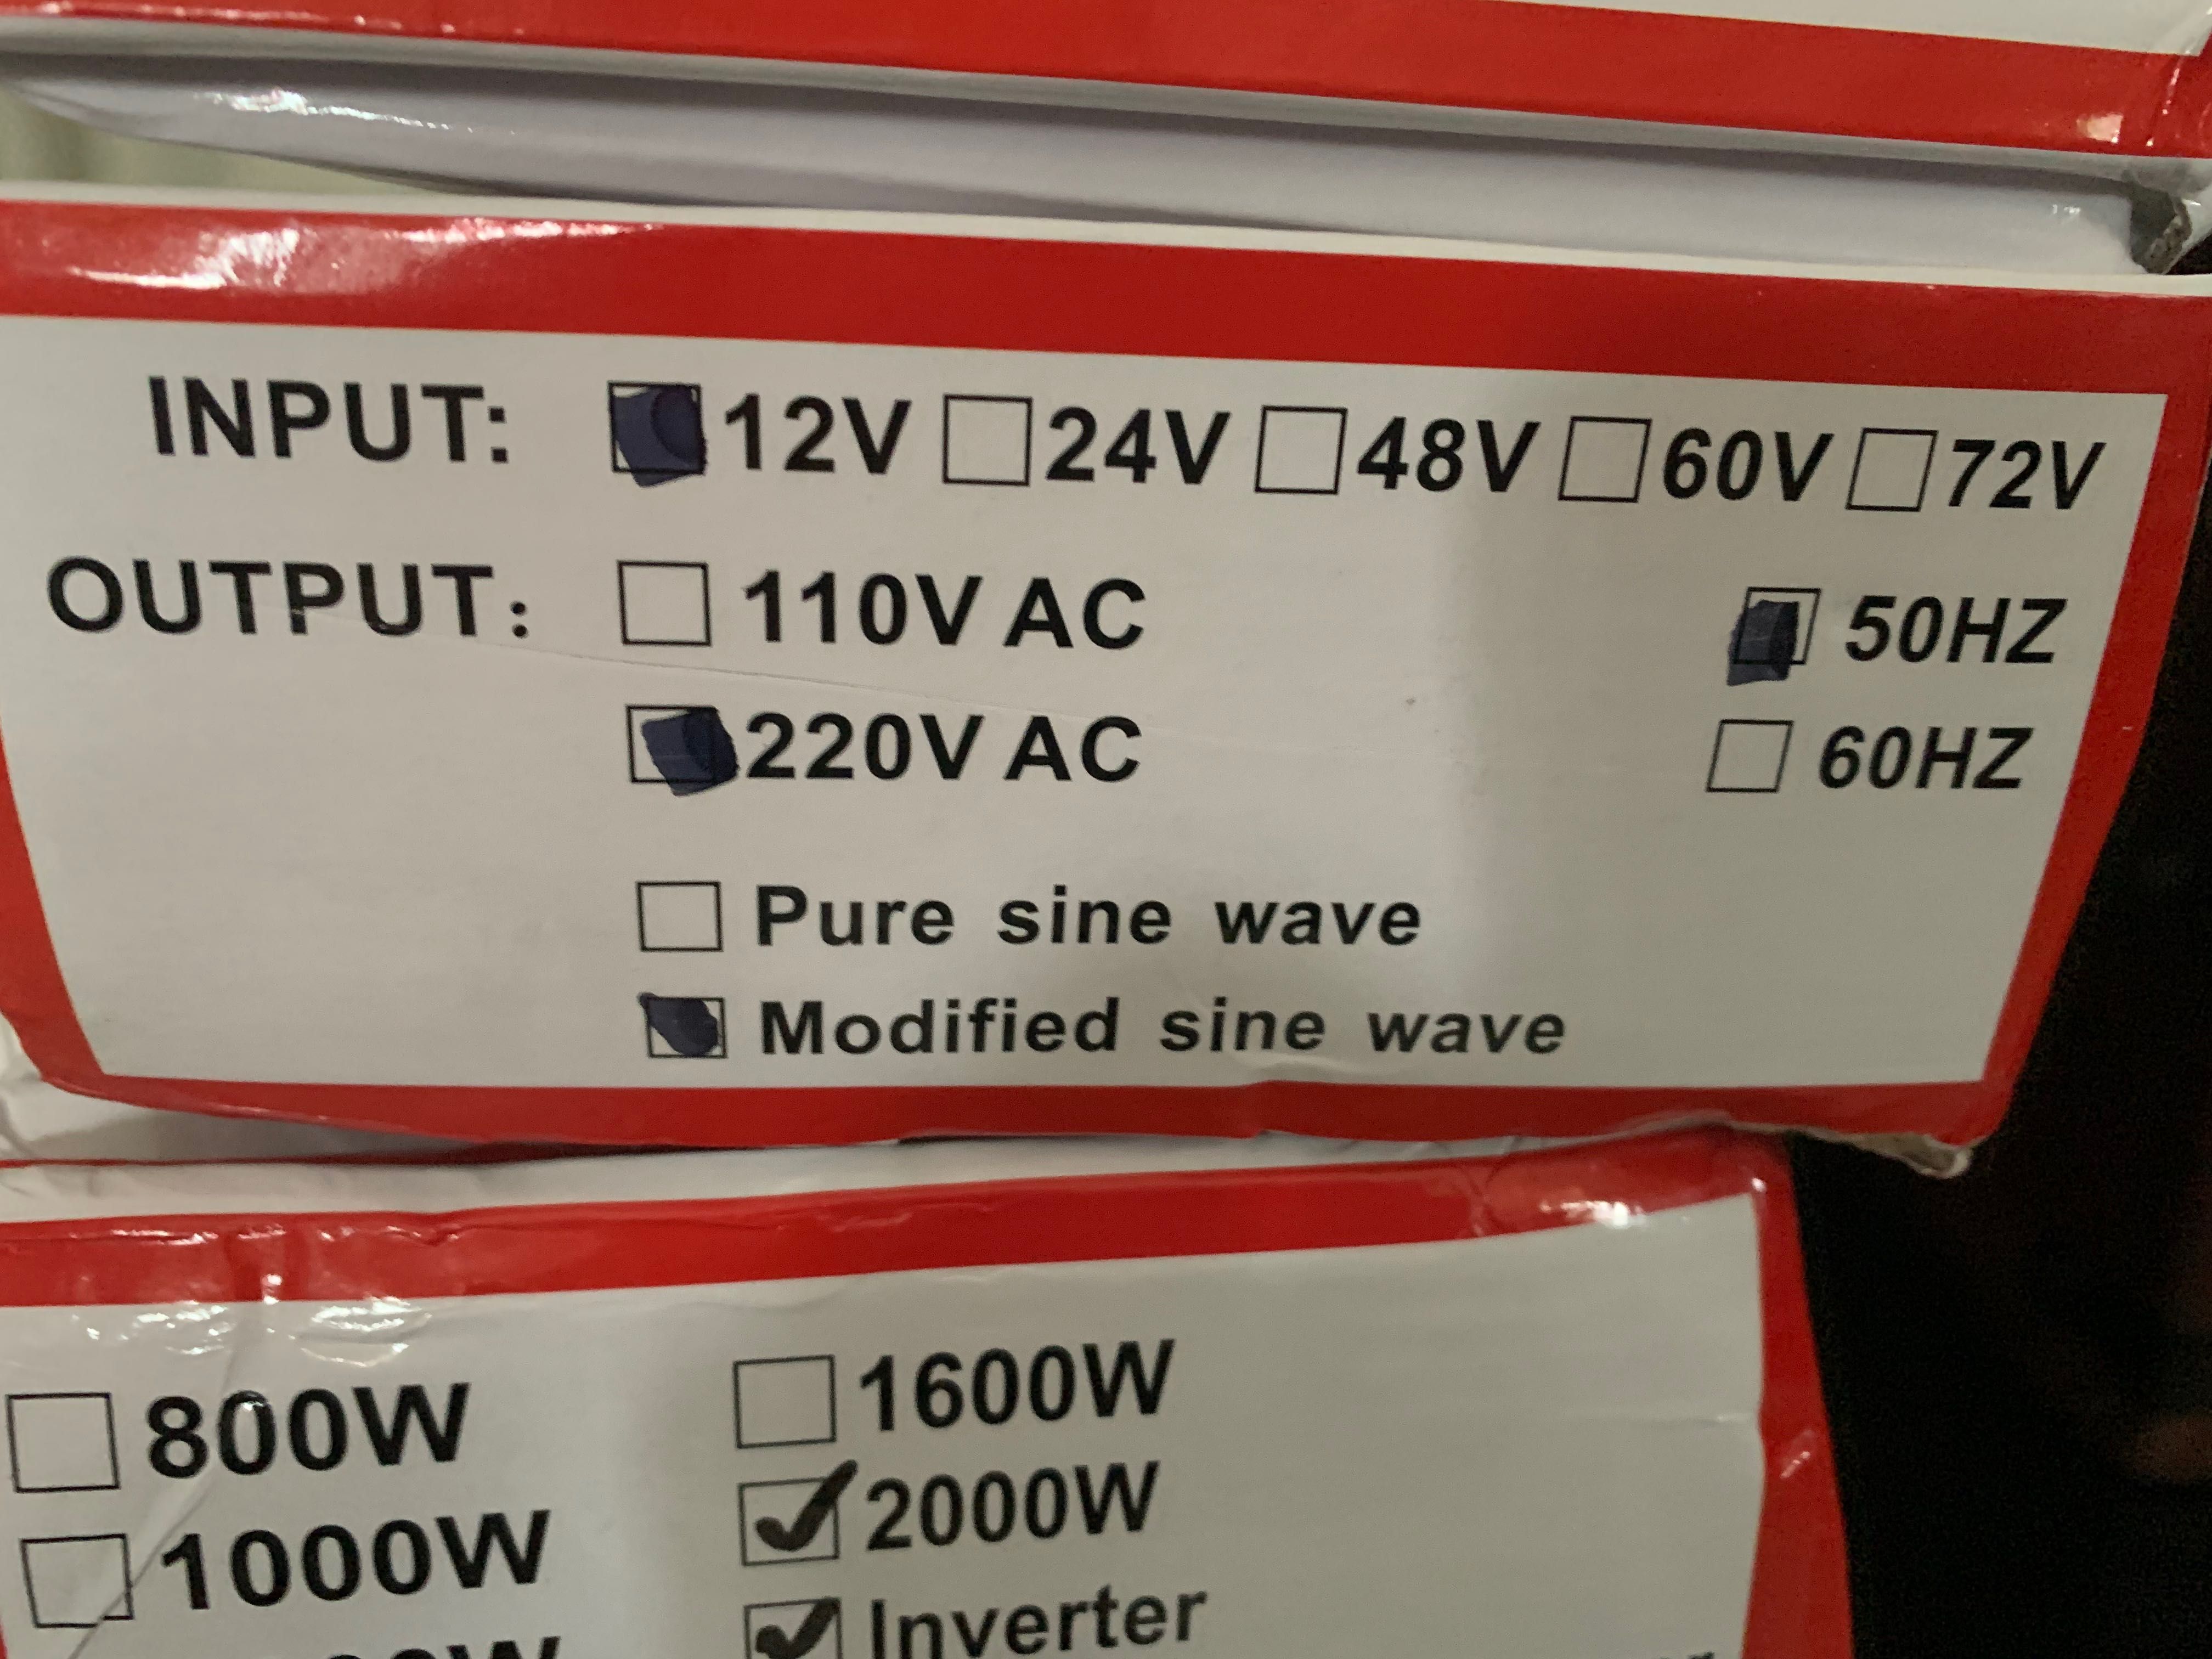 INPUT: 12V 24V 48V 60V 72V
OUTPUT: 110V AC 50HZ
220V AC 60HZ
Pure sine wave
Modified sine wave
800W 1600W
1000W 2000W
Inverter